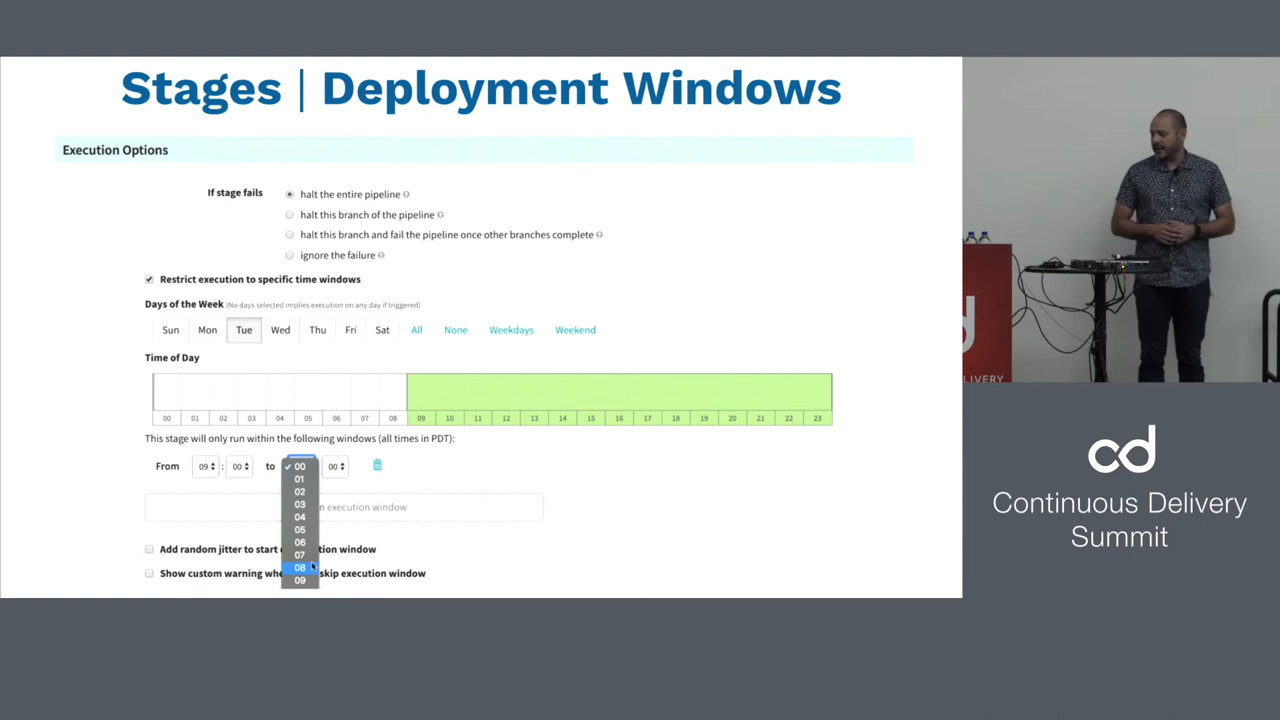 Stages | Deployment Windows
Execution Options
If stage fails
halt the entire pipeline
halt this branch of the pipeline
halt this branch and fail the pipeline once other branches complete
ignore the failure
Restrict execution to specific time windows
Days of the Week (No days selected implies execution on any day if triggered)
Sun Mon Tue Wed Thu Fri Sat All None Weekdays Weekend
Time of Day
00 01 02 03 04 05 06 07 08 09 10 11 12 13 14 15 16 17 18 19 20 21 22 23
This stage will only run within the following windows (all times in PDT):
From 09 : 00 to 00 00
01
02
03
04
05
06
07
08
09
execution window
Add random jitter to start tion window
Show custom warning skip execution window
d
DELIVERY
cd
Continuous Delivery
Summit